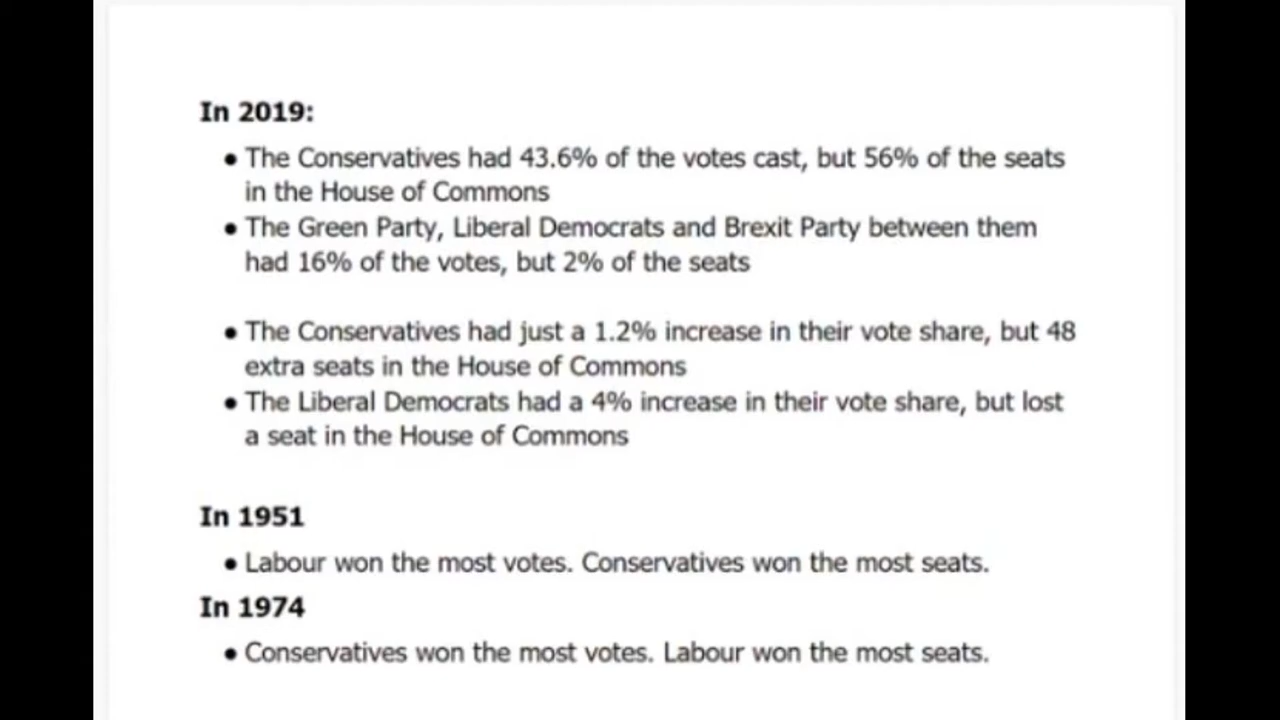 In 2019:
● The Conservatives had 43.6% of the votes cast, but 56% of the seats
in the House of Commons
● The Green Party, Liberal Democrats and Brexit Party between them
had 16% of the votes, but 2% of the seats
● The Conservatives had just a 1.2% increase in their vote share, but 48
extra seats in the House of Commons
● The Liberal Democrats had a 4% increase in their vote share, but lost
a seat in the House of Commons
In 1951
● Labour won the most votes. Conservatives won the most seats.
In 1974
● Conservatives won the most votes. Labour won the most seats.